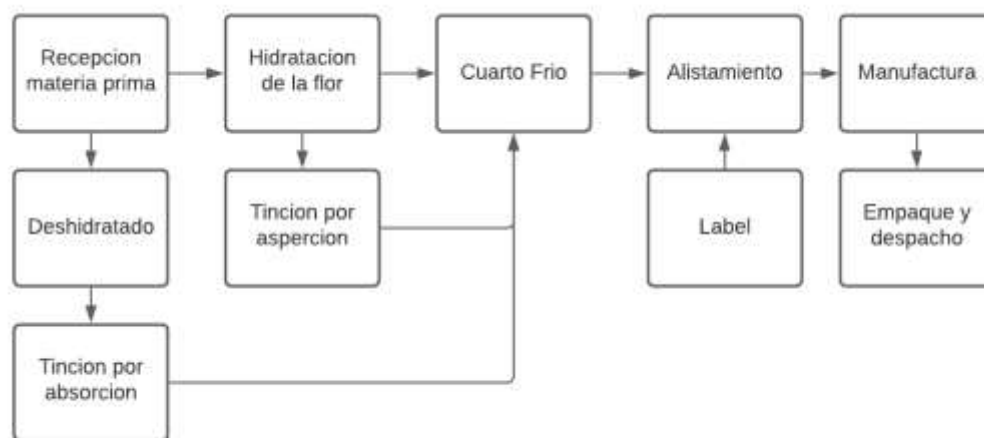 Recepcion
materia prima
Hidratacion
de la flor
Cuarto Frio
Alistamiento
Manufactura
Deshidratado
Tincion por
aspercion
Label
Empaque y
despacho
Tincion por
absorcion